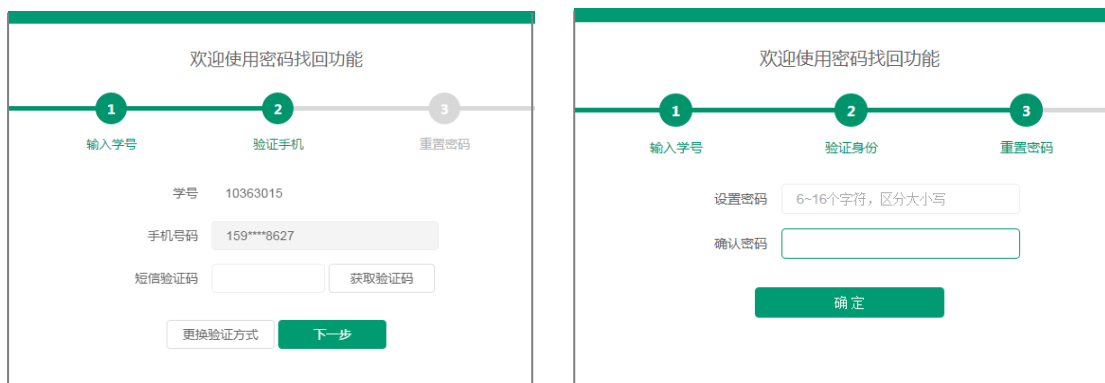 欢迎使用密码找回功能
1 2 3
输入学号 验证手机 重置密码
学号 10363015
手机号码 159****8627
短信验证码 获取验证码
更换验证方式 下一步
欢迎使用密码找回功能
1 2 3
输入学号 验证身份 重置密码
设置密码 6~16个字符，区分大小写
确认密码
确定